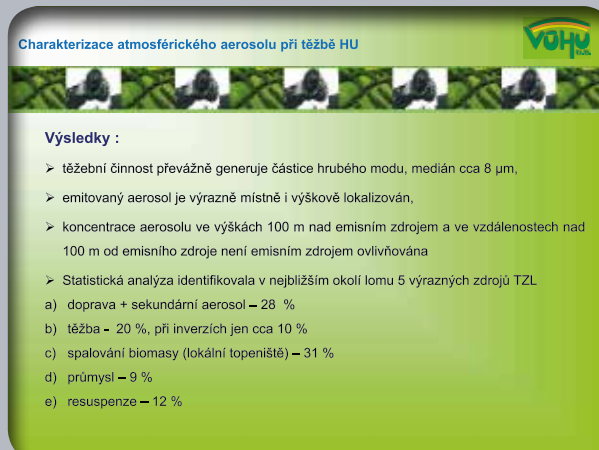 Charakterizace atmosférického aerosolu při těžbě HU
VÚHU
a.s.
Výsledky :
➢ těžební činnost převážně generuje částice hrubého modu, medián cca 8 μm,
➢ emitovaný aerosol je výrazně místně i výškově lokalizován,
➢ koncentrace aerosolu ve výškách 100 m nad emisním zdrojem a ve vzdálenostech nad
100 m od emisního zdroje není emisním zdrojem ovlivňována
➢ Statistická analýza identifikovala v nejbližším okolí lomu 5 výrazných zdrojů TZL
a) doprava + sekundární aerosol – 28 %
b) těžba - 20 %, při inverzích jen cca 10 %
c) spalování biomasy (lokální topeniště) – 31 %
d) průmysl – 9 %
e) resuspenze – 12 %